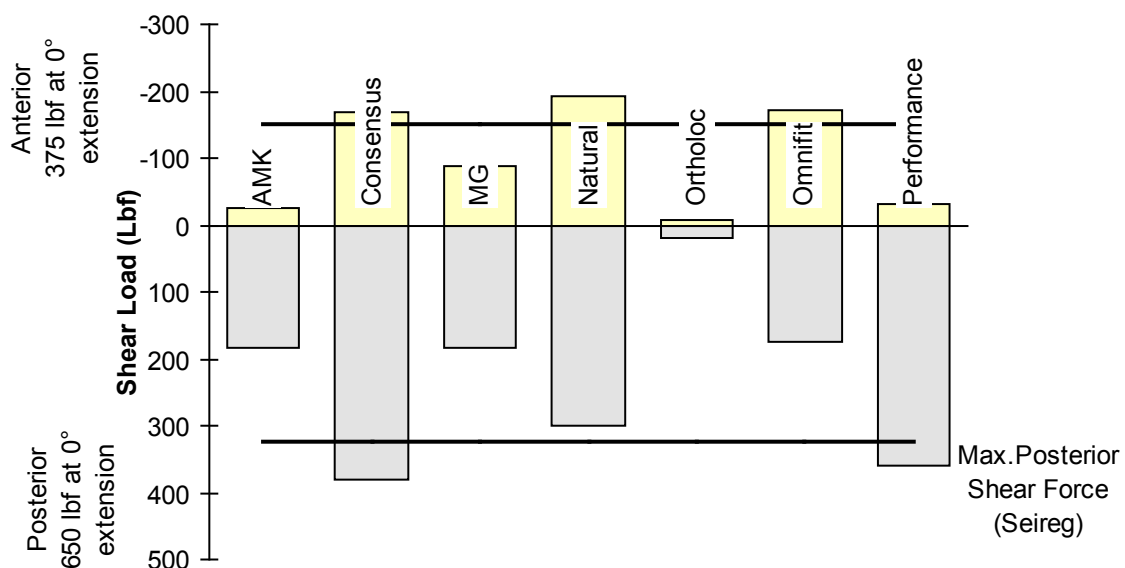 Anterior
375 lbf at 0°
extension
Posterior
650 lbf at 0°
extension
Shear Load (Lbf)
-300
-200
-100
0
100
200
300
400
500
AMK
Consensus
MG
Natural
Ortholoc
Omnifit
Performance
Max.Posterior
Shear Force
(Seireg)